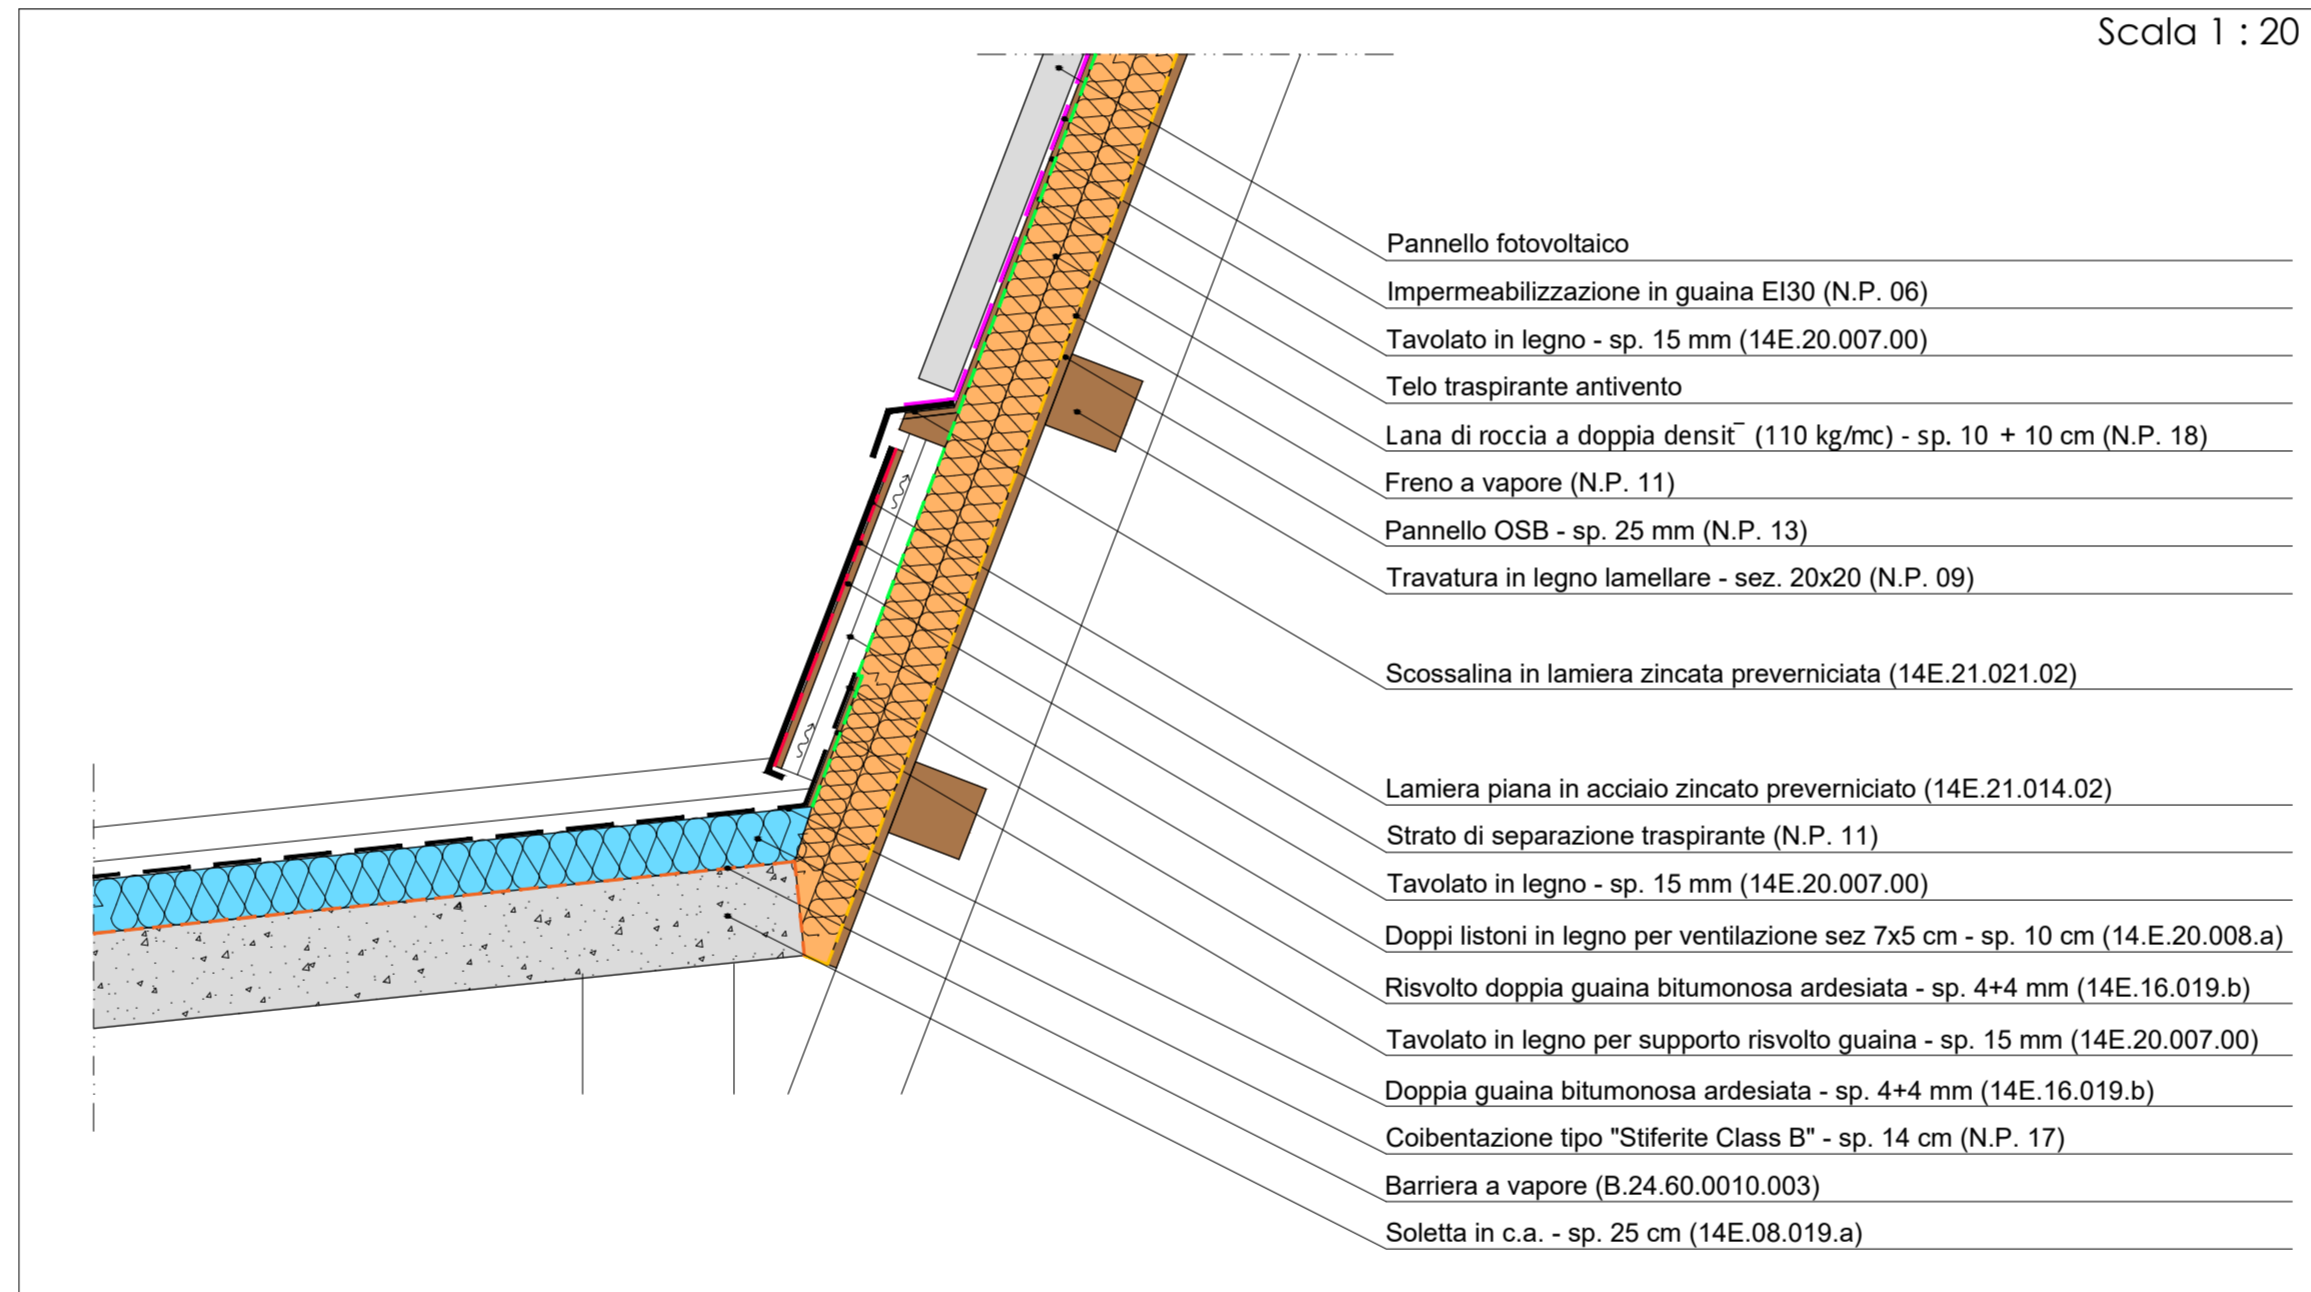 Scala 1 : 20
Pannello fotovoltaico
Impermeabilizzazione in guaina EI30 (N.P. 06)
Tavolato in legno - sp. 15 mm (14E.20.007.00)
Telo traspirante antivento
Lana di roccia a doppia densit¯ (110 kg/mc) - sp. 10 + 10 cm (N.P. 18)
Freno a vapore (N.P. 11)
Pannello OSB - sp. 25 mm (N.P. 13)
Travatura in legno lamellare - sez. 20x20 (N.P. 09)
Scossalina in lamiera zincata preverniciata (14E.21.021.02)
Lamiera piana in acciaio zincato preverniciato (14E.21.014.02)
Strato di separazione traspirante (N.P. 11)
Tavolato in legno - sp. 15 mm (14E.20.007.00)
Doppi listoni in legno per ventilazione sez 7x5 cm - sp. 10 cm (14.E.20.008.a)
Risvolto doppia guaina bitumonosa ardesiata - sp. 4+4 mm (14E.16.019.b)
Tavolato in legno per supporto risvolto guaina - sp. 15 mm (14E.20.007.00)
Doppia guaina bitumonosa ardesiata - sp. 4+4 mm (14E.16.019.b)
Coibentazione tipo "Stiferite Class B" - sp. 14 cm (N.P. 17)
Barriera a vapore (B.24.60.0010.003)
Soletta in c.a. - sp. 25 cm (14E.08.019.a)